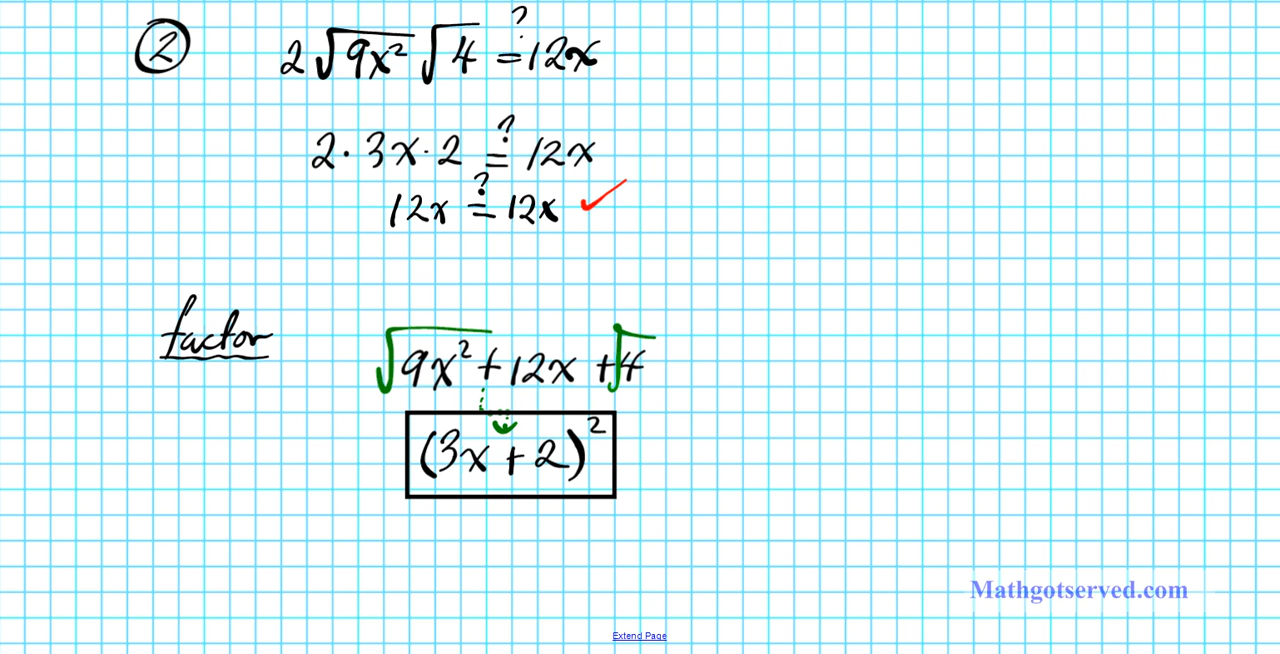 ② 2√9x² √4 ≟ 12x
2 · 3x · 2 ≟ 12x
12x ≟ 12x ✓
factor √9x² + 12x + √4
(3x + 2)²
Mathgotserved.com
Extend Page